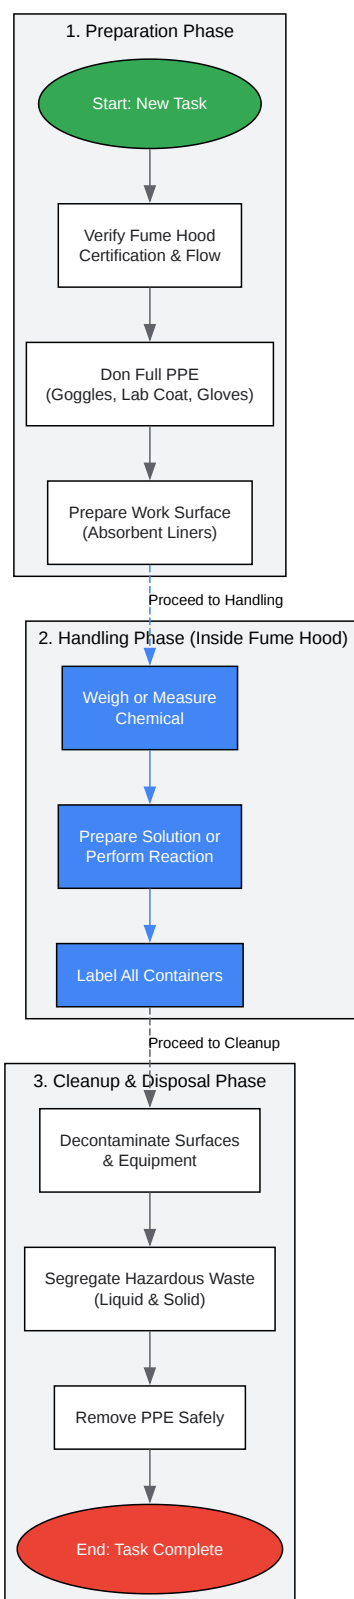 1. Preparation Phase
Start: New Task
Verify Fume Hood
Certification & Flow
Don Full PPE
(Goggles, Lab Coat, Gloves)
Prepare Work Surface
(Absorbent Liners)
Proceed to Handling
2. Handling Phase (Inside Fume Hood)
Weigh or Measure
Chemical
Prepare Solution or
Perform Reaction
Label All Containers
Proceed to Cleanup
3. Cleanup & Disposal Phase
Decontaminate Surfaces
& Equipment
Segregate Hazardous Waste
(Liquid & Solid)
Remove PPE Safely
End: Task Complete